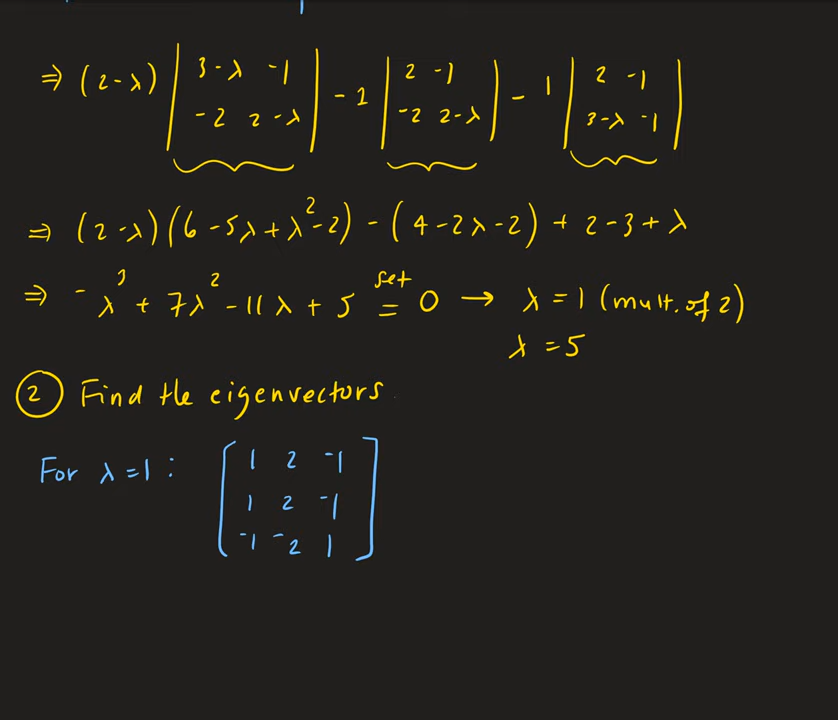 ⇒ (2-λ) | 3-λ -1 ; -2 2-λ | - 1 | 2 -1 ; -2 2-λ | - 1 | 2 -1 ; 3-λ -1 |
⇒ (2-λ)(6-5λ+λ²-2) - (4-2λ-2) + 2-3+λ
⇒ -λ³ + 7λ² - 11λ + 5 set = 0 → λ = 1 (mult. of 2)
λ = 5
② Find the eigenvectors
For λ = 1 : [ 1 2 -1
1 2 -1
-1 -2 1 ]